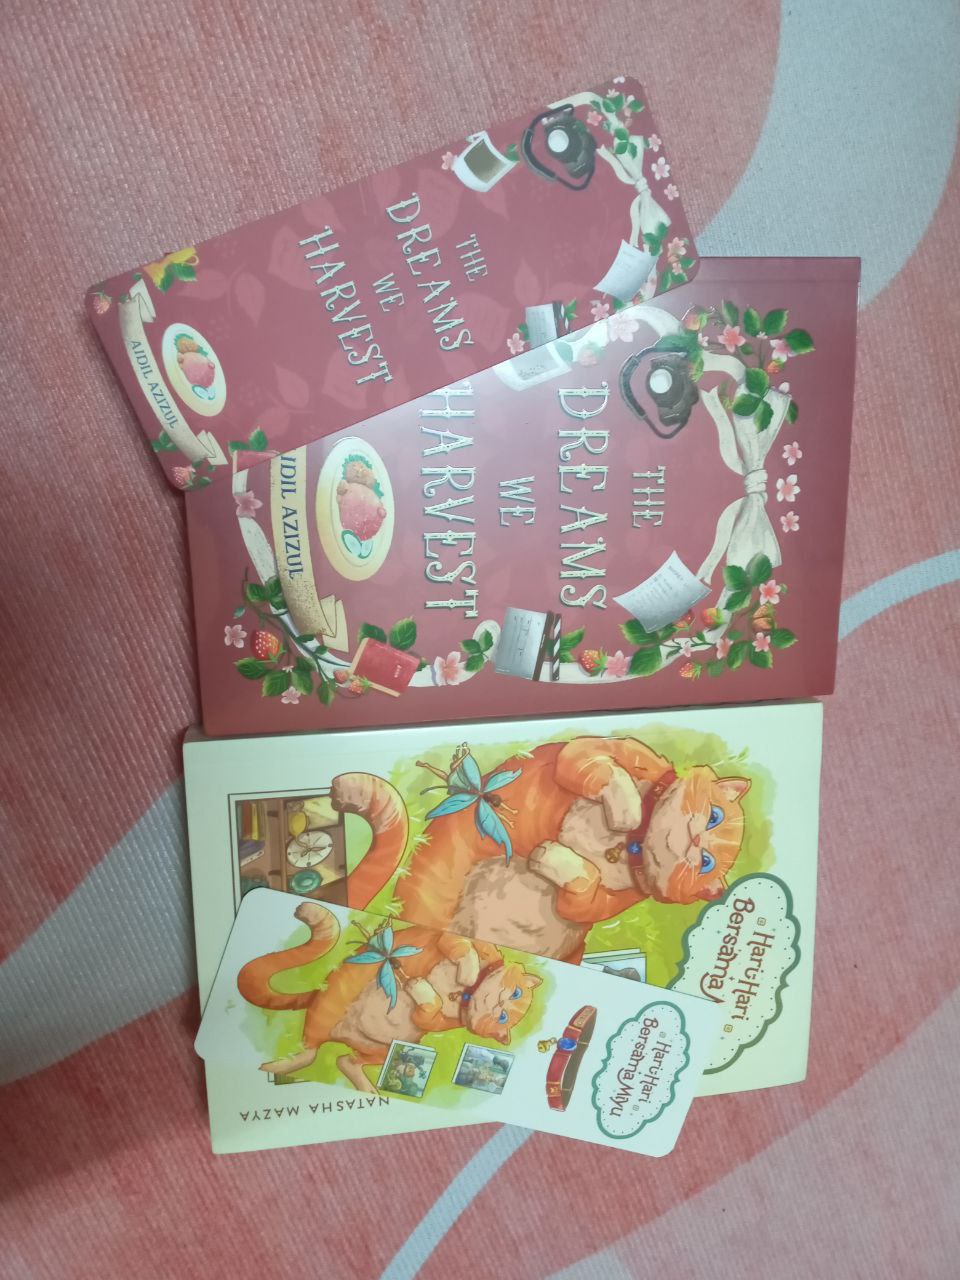 THE
DREAMS
WE
HARVEST
AIDIL AZIZUL
THE
DREAMS
WE
HARVEST
IDIL AZIZUL
Hari-Hari
Bersama M
NATASHA MAZYA
Hari-Hari
Bersama Miyu